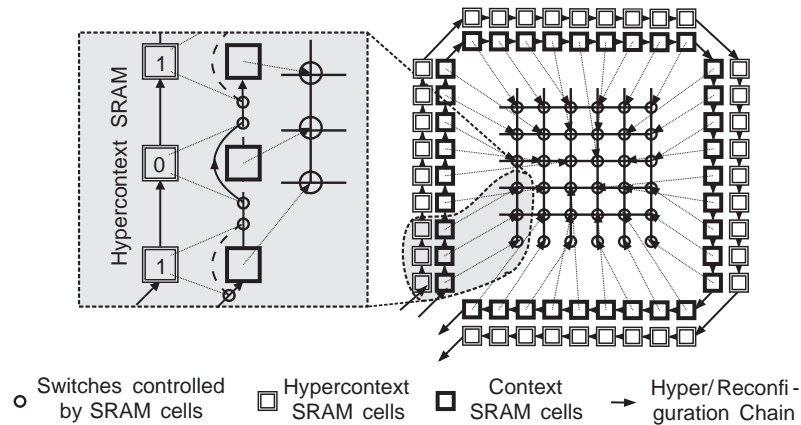 Hypercontext SRAM
1
0
1
Switches controlled
by SRAM cells
Hypercontext
SRAM cells
Context
SRAM cells
Hyper/Reconfi-
guration Chain